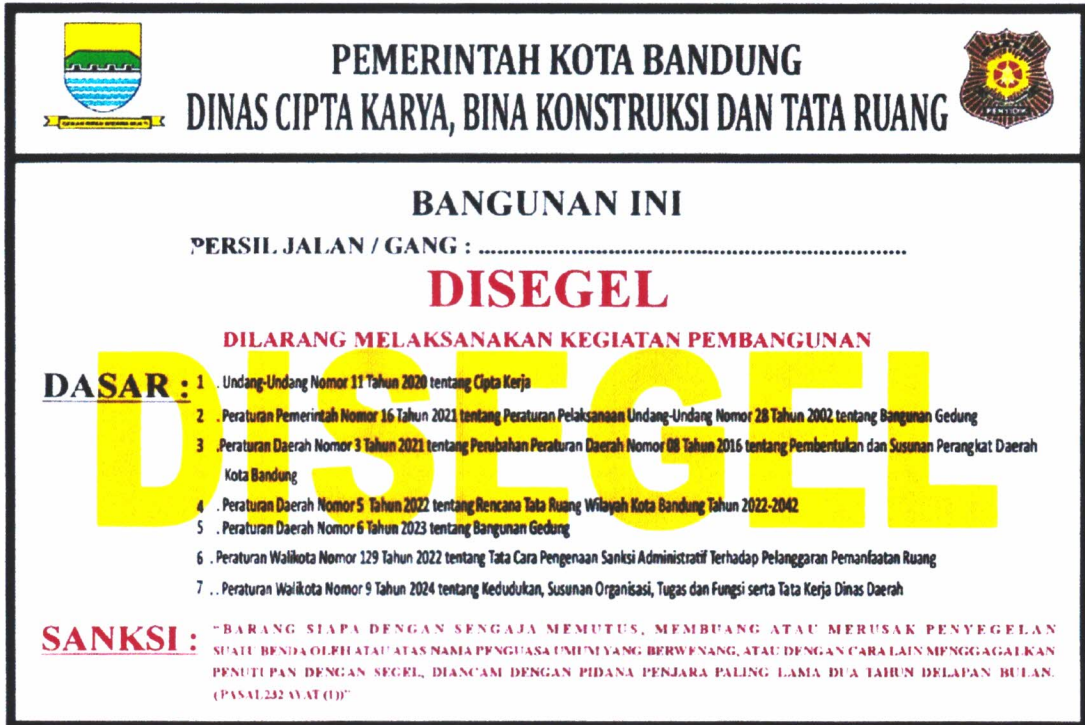 PEMERINTAH KOTA BANDUNG
DINAS CIPTA KARYA, BINA KONSTRUKSI DAN TATA RUANG
BANGUNAN INI
PERSIL JALAN / GANG : ..............................................................................
DISEGEL
DILARANG MELAKSANAKAN KEGIATAN PEMBANGUNAN
DISEGEL
DASAR :
1 . Undang-Undang Nomor 11 Tahun 2020 tentang Cipta Kerja
2 . Peraturan Pemerintah Nomor 16 Tahun 2021 tentang Peraturan Pelaksanaan Undang-Undang Nomor 28 Tahun 2002 tentang Bangunan Gedung
3 .Peraturan Daerah Nomor 3 Tahun 2021 tentang Perubahan Peraturan Daerah Nomor 08 Tahun 2016 tentang Pembentukan dan Susunan Perangkat Daerah
Kota Bandung
4 . Peraturan Daerah Nomor 5 Tahun 2022 tentang Rencana Tata Ruang Wilayah Kota Bandung Tahun 2022-2042
5 . Peraturan Daerah Nomor 6 Tahun 2023 tentang Bangunan Gedung
6 . Peraturan Walikota Nomor 129 Tahun 2022 tentang Tata Cara Pengenaan Sanksi Administratif Terhadap Pelanggaran Pemanfaatan Ruang
7 . . Peraturan Walikota Nomor 9 Tahun 2024 tentang Kedudukan, Susunan Organisasi, Tugas dan Fungsi serta Tata Kerja Dinas Daerah
SANKSI :
"BARANG SIAPA DENGAN SENGAJA MEMUTUS, MEMBUANG ATAU MERUSAK PENYEGELAN
SUATU BENDA OLEH ATAU ATAS NAMA PENGUASA UMUM YANG BERWENANG, ATAU DENGAN CARA LAIN MENGGAGALKAN
PENUTUPAN DENGAN SEGEL, DIANCAM DENGAN PIDANA PENJARA PALING LAMA DUA TAHUN DELAPAN BULAN.
(PASAL 232 AYAT (1))"